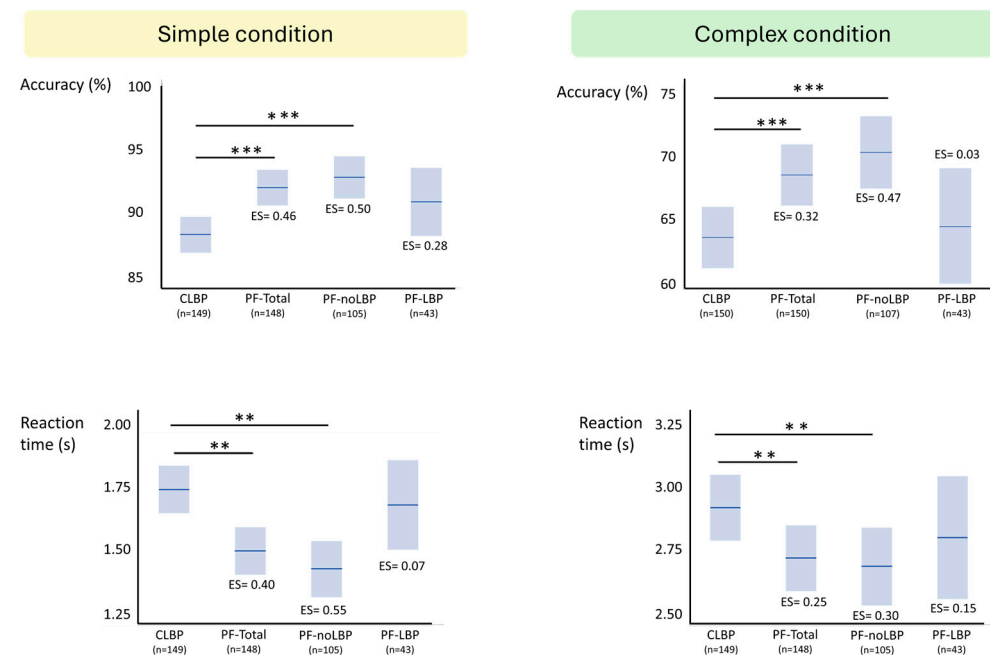 Simple condition
Complex condition
Accuracy (%)
100
95
90
85
***
***
ES= 0.46
ES= 0.50
ES= 0.28
CLBP
(n=149)
PF-Total
(n=148)
PF-noLBP
(n=105)
PF-LBP
(n=43)
Accuracy (%)
75
70
65
60
***
***
ES= 0.32
ES= 0.47
ES= 0.03
CLBP
(n=150)
PF-Total
(n=150)
PF-noLBP
(n=107)
PF-LBP
(n=43)
Reaction
time (s)
2.00
1.75
1.50
1.25
**
**
ES= 0.40
ES= 0.55
ES= 0.07
CLBP
(n=149)
PF-Total
(n=148)
PF-noLBP
(n=105)
PF-LBP
(n=43)
Reaction
time (s)
3.25
3.00
2.75
2.50
**
**
ES= 0.25
ES= 0.30
ES= 0.15
CLBP
(n=149)
PF-Total
(n=148)
PF-noLBP
(n=105)
PF-LBP
(n=43)